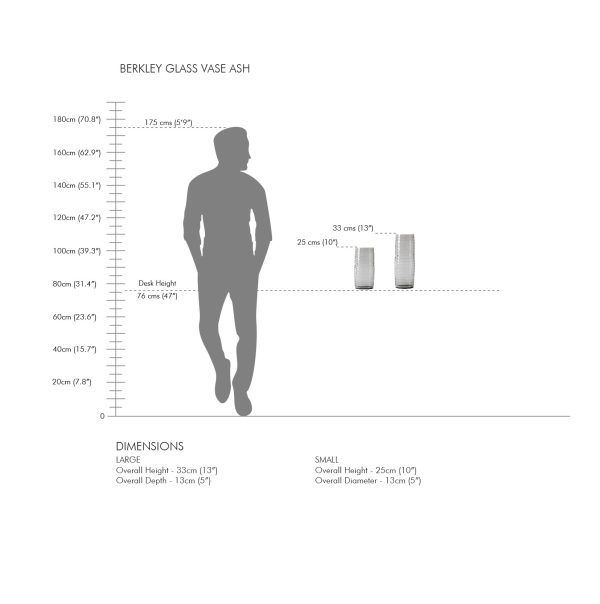 BERKLEY GLASS VASE ASH
180cm (70.8")
175 cms (5'9")
160cm (62.9")
140cm (55.1")
120cm (47.2")
33 cms (13")
25 cms (10")
100cm (39.3")
80cm (31.4")
Desk Height
76 cms (47")
60cm (23.6")
40cm (15.7")
20cm (7.8")
0
DIMENSIONS
LARGE
Overall Height - 33cm (13")
Overall Depth - 13cm (5")
SMALL
Overall Height - 25cm (10")
Overall Diameter - 13cm (5")